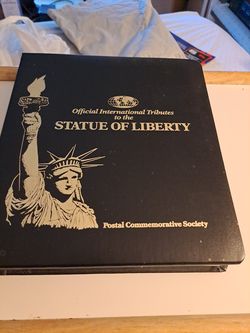 Official International Tributes
to the
STATUE OF LIBERTY
Postal Commemorative Society